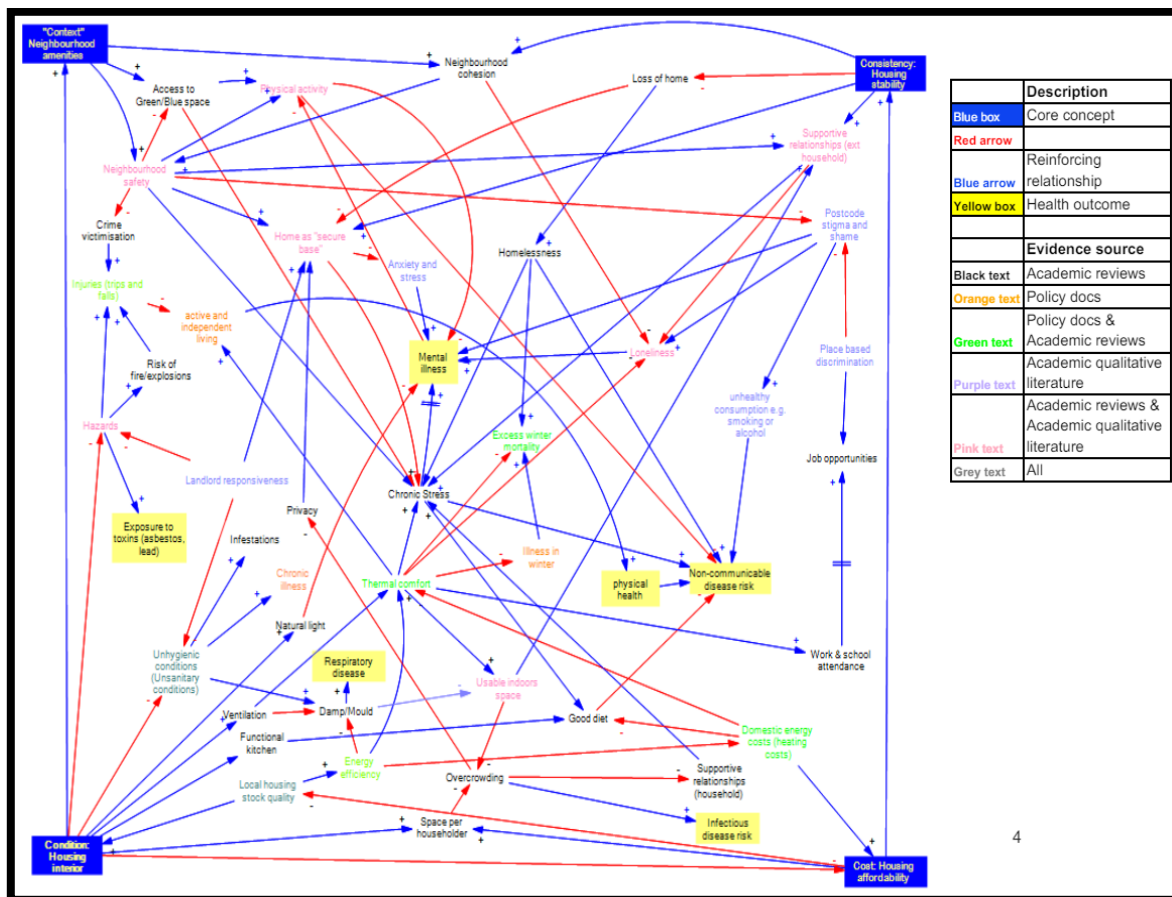 "Context"
Neighbourhood
amenities
Neighbourhood
cohesion
Consistency:
Housing
stability
Access to
Green/Blue space
Physical activity
Loss of home
Supportive
relationships (ext
household)
Neighbourhood
safety
Crime
victimisation
Home as "secure
base"
Anxiety and
stress
Homelessness
Postcode
stigma and
shame
Injuries (trips and
falls)
active and
independent
living
Mental
illness
Loneliness
Place based
discrimination
Risk of
fire/explosions
unhealthy
consumption e.g.
smoking or
alcohol
Hazards
Excess winter
mortality
Job opportunities
Landlord responsiveness
Chronic Stress
Privacy
Exposure to
toxins (asbestos,
lead)
Infestations
Illness in
winter
Chronic
illness
Thermal comfort
physical
health
Non-communicable
disease risk
Natural light
Unhygienic
conditions
(Unsanitary
conditions)
Respiratory
disease
Usable indoors
space
Work & school
attendance
Ventilation
Damp/Mould
Good diet
Functional
kitchen
Domestic energy
costs (heating
costs)
Energy
efficiency
Local housing
stock quality
Overcrowding
Supportive
relationships
(household)
Space per
householder
Infectious
disease risk
Condition:
Housing
interior
Cost: Housing
affordability
Description
Blue box Core concept
Red arrow
Blue arrow Reinforcing
relationship
Yellow box Health outcome
Evidence source
Black text Academic reviews
Orange text Policy docs
Green text Policy docs &
Academic reviews
Purple text Academic qualitative
literature
Pink text Academic reviews &
Academic qualitative
literature
Grey text All
4